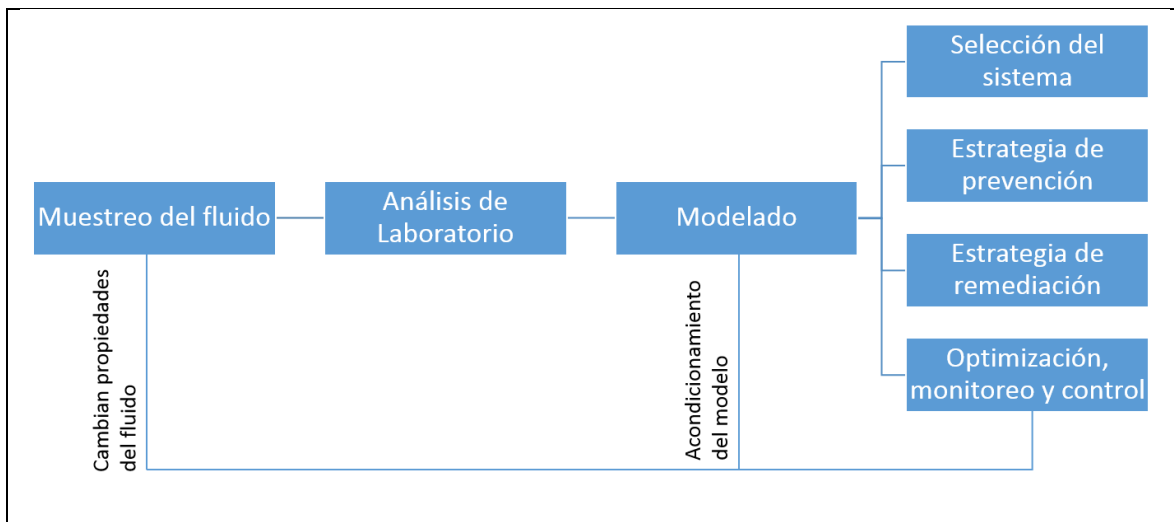 Selección del
sistema
Estrategia de
prevención
Muestreo del fluido
Análisis de
Laboratorio
Modelado
Estrategia de
remediación
Optimización,
monitoreo y control
Cambian propiedades
del fluido
Acondicionamiento
del modelo